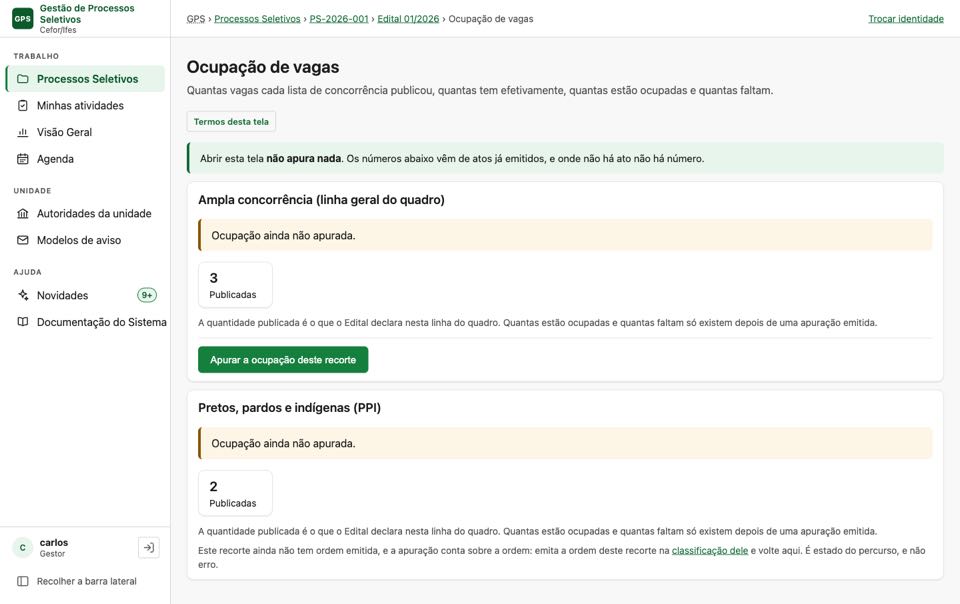 GPS
Gestão de Processos
Seletivos
Cefor/Ifes
GPS › Processos Seletivos › PS-2026-001 › Edital 01/2026 › Ocupação de vagas
Trocar identidade
TRABALHO
Processos Seletivos
Minhas atividades
Visão Geral
Agenda
UNIDADE
Autoridades da unidade
Modelos de aviso
AJUDA
Novidades 9+
Documentação do Sistema
C
carlos
Gestor
Recolher a barra lateral
Ocupação de vagas
Quantas vagas cada lista de concorrência publicou, quantas tem efetivamente, quantas estão ocupadas e quantas faltam.
Termos desta tela
Abrir esta tela não apura nada. Os números abaixo vêm de atos já emitidos, e onde não há ato não há número.
Ampla concorrência (linha geral do quadro)
Ocupação ainda não apurada.
3
Publicadas
A quantidade publicada é o que o Edital declara nesta linha do quadro. Quantas estão ocupadas e quantas faltam só existem depois de uma apuração emitida.
Apurar a ocupação deste recorte
Pretos, pardos e indígenas (PPI)
Ocupação ainda não apurada.
2
Publicadas
A quantidade publicada é o que o Edital declara nesta linha do quadro. Quantas estão ocupadas e quantas faltam só existem depois de uma apuração emitida.
Este recorte ainda não tem ordem emitida, e a apuração conta sobre a ordem: emita a ordem deste recorte na classificação dele e volte aqui. É estado do percurso, e não
erro.